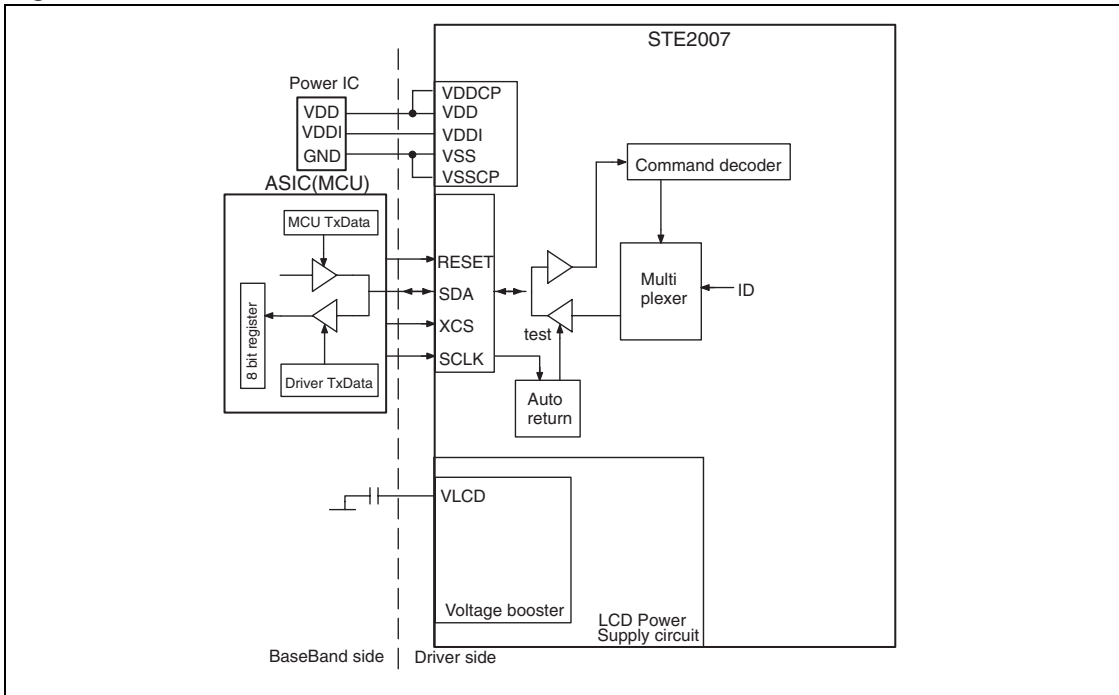 STE2007
Power IC
VDD
VDDI
GND
VDDCP
VDD
VDDI
VSS
VSSCP
ASIC(MCU)
MCU TxData
8 bit register
Driver TxData
RESET
SDA
XCS
SCLK
Command decoder
Multi
plexer
ID
test
Auto
return
VLCD
Voltage booster
LCD Power
Supply circuit
BaseBand side
Driver side